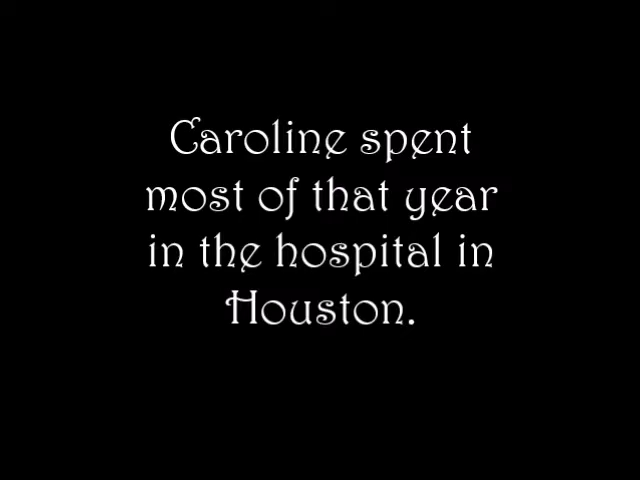 Caroline spent
most of that year
in the hospital in
Houston.